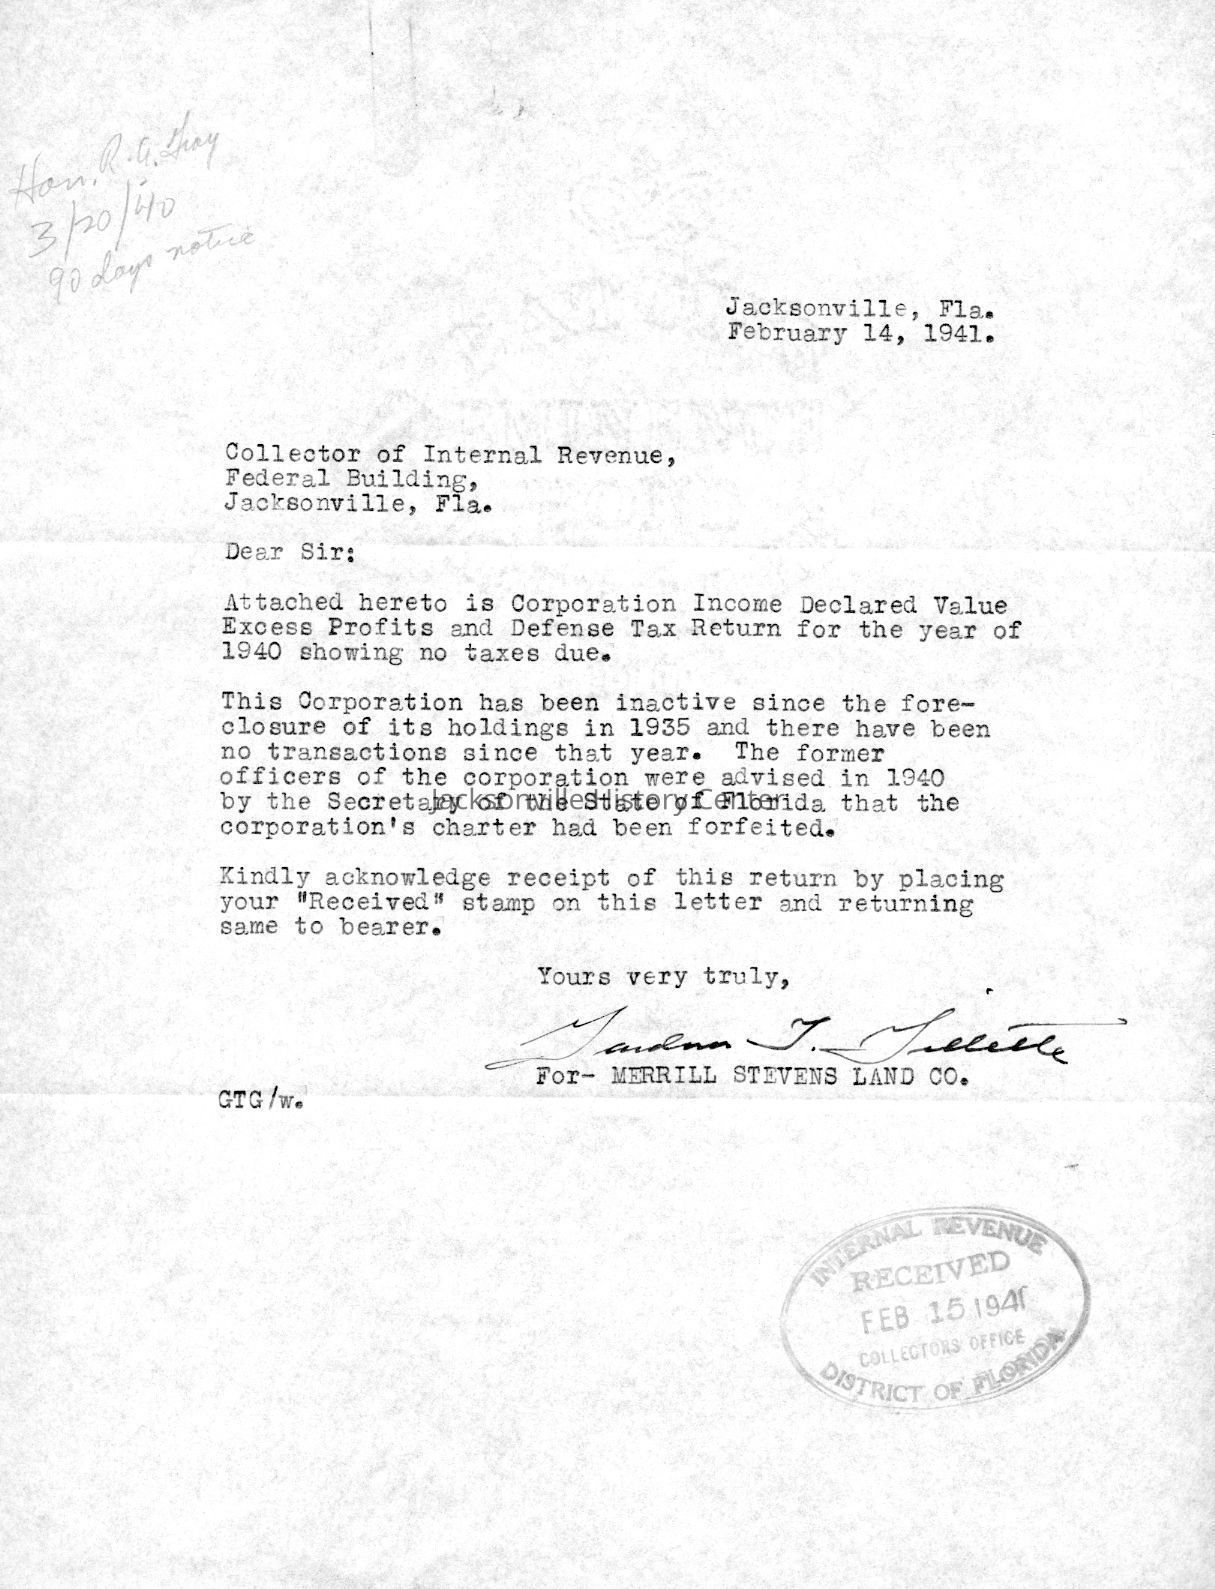 Hon. R. A. Gray
3/20/40
90 days notice
Jacksonville, Fla.
February 14, 1941.
Collector of Internal Revenue,
Federal Building,
Jacksonville, Fla.
Dear Sir:
Attached hereto is Corporation Income Declared Value
Excess Profits and Defense Tax Return for the year of
1940 showing no taxes due.
This Corporation has been inactive since the fore-
closure of its holdings in 1935 and there have been
no transactions since that year. The former
officers of the corporation were advised in 1940
by the Secretary of the State of Florida that the
Jacksonville History Center
corporation's charter had been forfeited.
Kindly acknowledge receipt of this return by placing
your "Received" stamp on this letter and returning
same to bearer.
Yours very truly,
Gardner T. Gillette
For- MERRILL STEVENS LAND CO.
GTG/w.
INTERNAL REVENUE
RECEIVED
FEB 15 1941
COLLECTORS OFFICE
DISTRICT OF FLORIDA